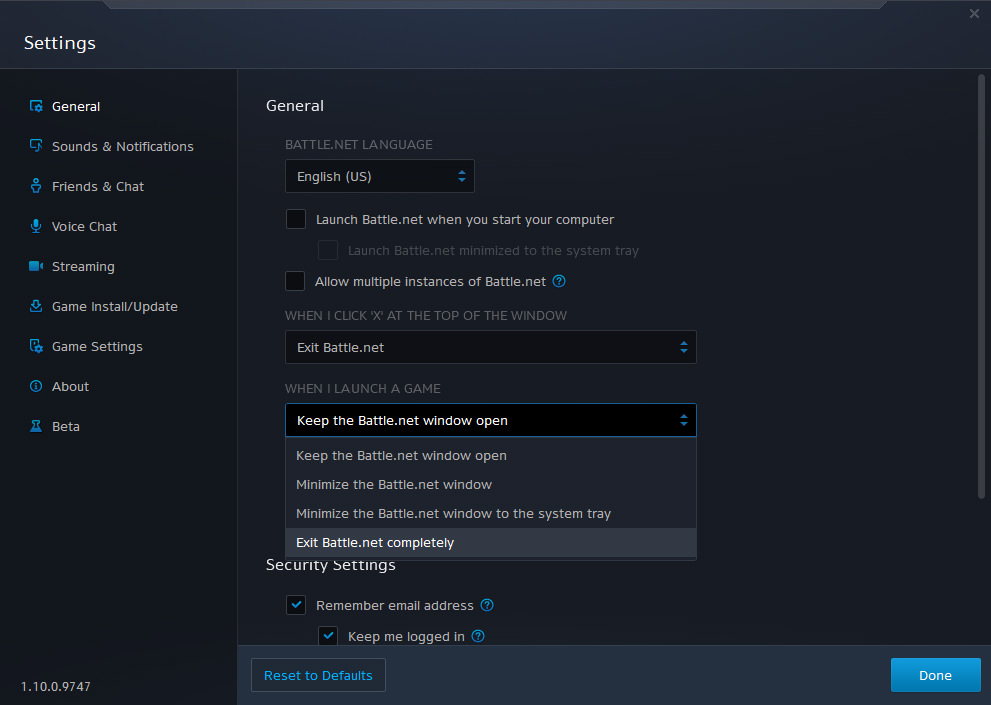 Settings
General
Sounds & Notifications
Friends & Chat
Voice Chat
Streaming
Game Install/Update
Game Settings
About
Beta
1.10.0.9747
General
BATTLE.NET LANGUAGE
English (US)
Launch Battle.net when you start your computer
Launch Battle.net minimized to the system tray
Allow multiple instances of Battle.net ?
WHEN I CLICK 'X' AT THE TOP OF THE WINDOW
Exit Battle.net
WHEN I LAUNCH A GAME
Keep the Battle.net window open
Keep the Battle.net window open
Minimize the Battle.net window
Minimize the Battle.net window to the system tray
Exit Battle.net completely
Security Settings
Remember email address ?
Keep me logged in ?
Reset to Defaults
Done